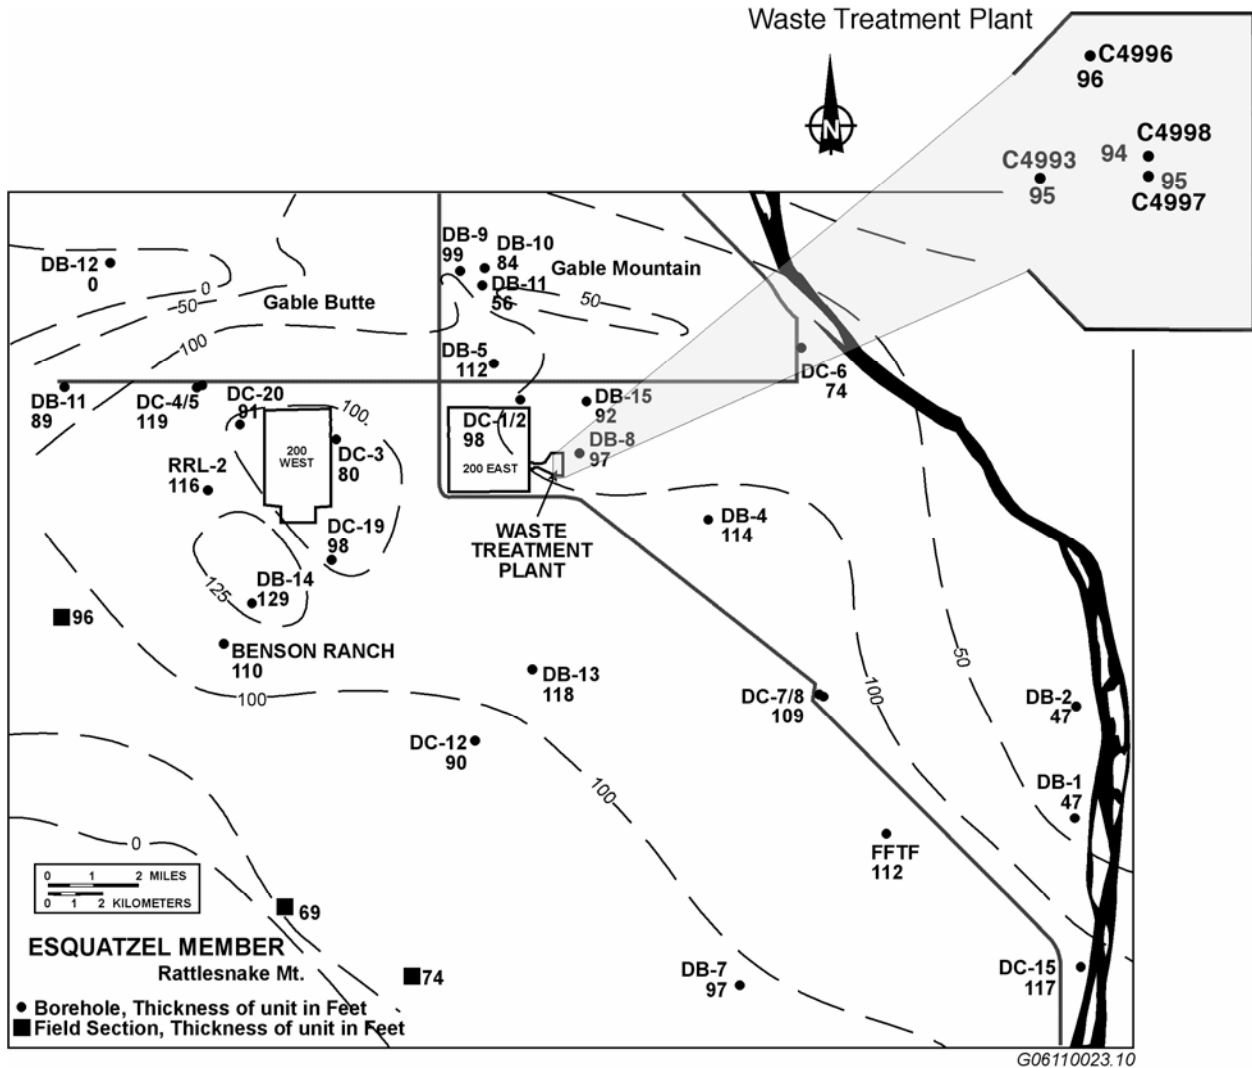 Waste Treatment Plant
C4996
96
C4998
94
C4993
95
95
C4997
N
DB-12
0
0
50
100
Gable Butte
DB-9
99
DB-10
84
DB-11
56
Gable Mountain
50
DB-5
112
DC-6
74
DB-11
89
DC-4/5
119
DC-20
91
100
DC-1/2
98
DB-15
92
DB-8
97
200
WEST
DC-3
80
200 EAST
RRL-2
116
DC-19
98
WASTE
TREATMENT
PLANT
DB-4
114
125
DB-14
129
96
BENSON RANCH
110
50
100
100
DB-13
118
DC-7/8
109
DB-2
47
DC-12
90
100
DB-1
47
0
FFTF
112
0 1 2 MILES
0 1 2 KILOMETERS
69
ESQUATZEL MEMBER
Rattlesnake Mt.
74
DB-7
97
DC-15
117
Borehole, Thickness of unit in Feet
Field Section, Thickness of unit in Feet
G06110023.10